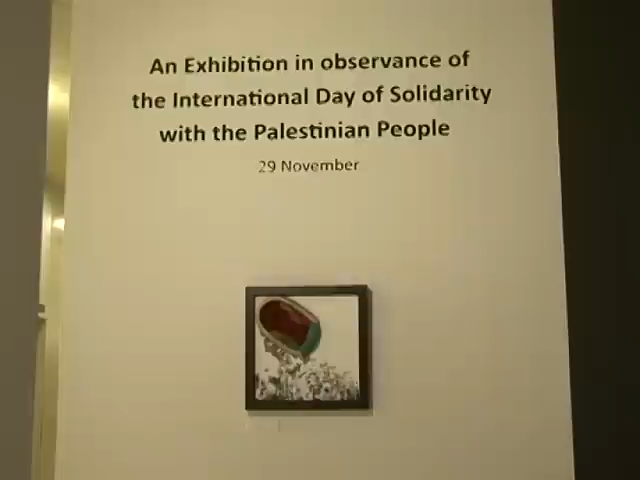 An Exhibition in observance of
the International Day of Solidarity
with the Palestinian People
29 November